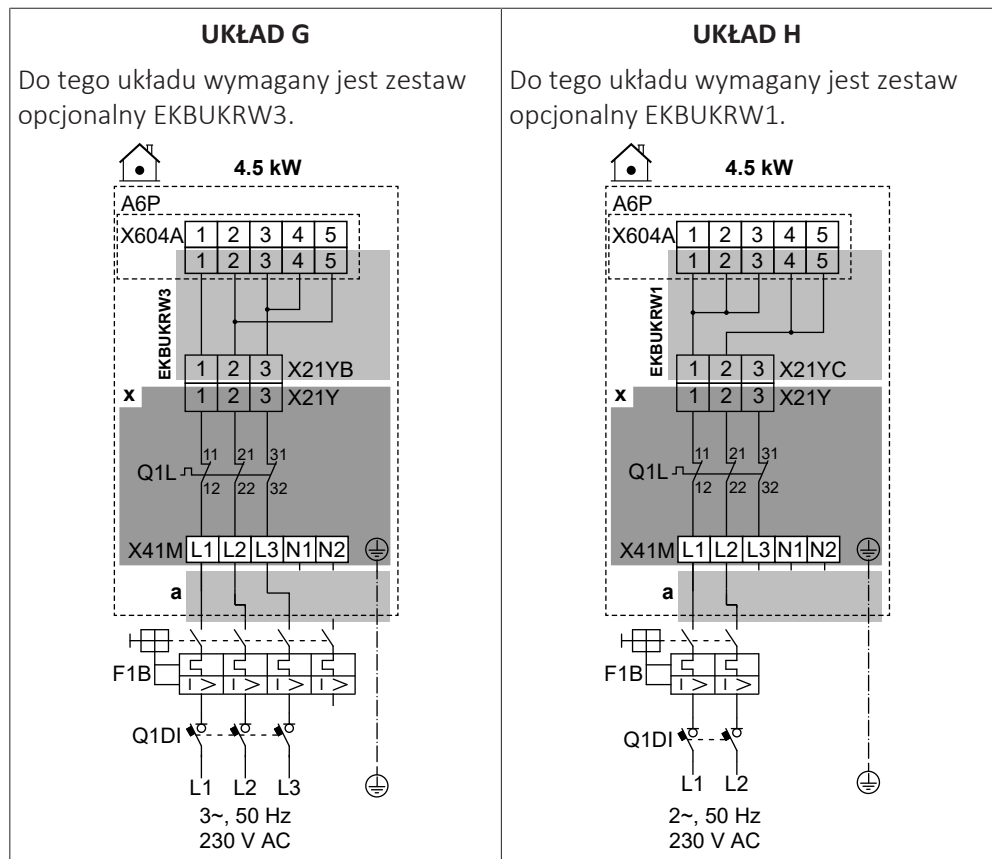 UKŁAD G
Do tego układu wymagany jest zestaw
opcjonalny EKBUKRW3.
4.5 kW
A6P
X604A 1 2 3 4 5
1 2 3 4 5
EKBUKRW3
1 2 3 X21YB
x 1 2 3 X21Y
11 21 31
Q1L
12 22 32
X41M L1 L2 L3 N1 N2
a
F1B
I > I > I > I >
Q1DI
L1 L2 L3
3~, 50 Hz
230 V AC
UKŁAD H
Do tego układu wymagany jest zestaw
opcjonalny EKBUKRW1.
4.5 kW
A6P
X604A 1 2 3 4 5
1 2 3 4 5
EKBUKRW1
1 2 3 X21YC
x 1 2 3 X21Y
11 21 31
Q1L
12 22 32
X41M L1 L2 L3 N1 N2
a
F1B
I > I >
Q1DI
L1 L2
2~, 50 Hz
230 V AC